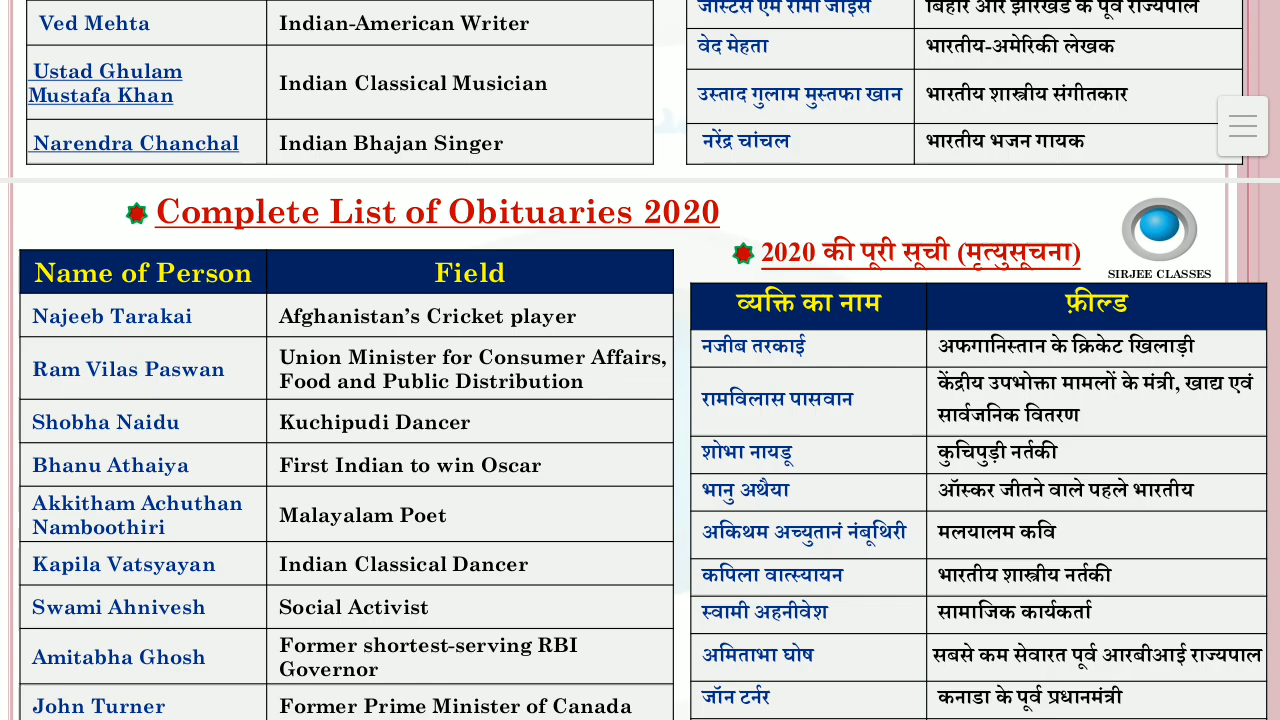 Ved Mehta Indian-American Writer
Ustad Ghulam
Mustafa Khan
Indian Classical Musician
Narendra Chanchal Indian Bhajan Singer
जस्टिस एम रामा जॉइस बिहार और झारखंड के पूर्व राज्यपाल
वेद मेहता भारतीय-अमेरिकी लेखक
उस्ताद गुलाम मुस्तफा खान भारतीय शास्त्रीय संगीतकार
नरेंद्र चांचल भारतीय भजन गायक
Complete List of Obituaries 2020
Name of Person Field
Najeeb Tarakai Afghanistan's Cricket player
Ram Vilas Paswan
Union Minister for Consumer Affairs,
Food and Public Distribution
Shobha Naidu Kuchipudi Dancer
Bhanu Athaiya First Indian to win Oscar
Akkitham Achuthan
Namboothiri
Malayalam Poet
Kapila Vatsyayan Indian Classical Dancer
Swami Ahnivesh Social Activist
Amitabha Ghosh
Former shortest-serving RBI
Governor
John Turner Former Prime Minister of Canada
2020 की पूरी सूची (मृत्युसूचना)
SIRJEE CLASSES
व्यक्ति का नाम फ़ील्ड
नजीब तरकाई अफगानिस्तान के क्रिकेट खिलाड़ी
रामविलास पासवान
केंद्रीय उपभोक्ता मामलों के मंत्री, खाद्य एवं
सार्वजनिक वितरण
शोभा नायडू कुचिपुड़ी नर्तकी
भानु अथैया ऑस्कर जीतने वाले पहले भारतीय
अकिथम अच्युतानं नंबूथिरी मलयालम कवि
कपिला वात्स्यायन भारतीय शास्त्रीय नर्तकी
स्वामी अहनीवेश सामाजिक कार्यकर्ता
अमिताभा घोष सबसे कम सेवारत पूर्व आरबीआई राज्यपाल
जॉन टर्नर कनाडा के पूर्व प्रधानमंत्री